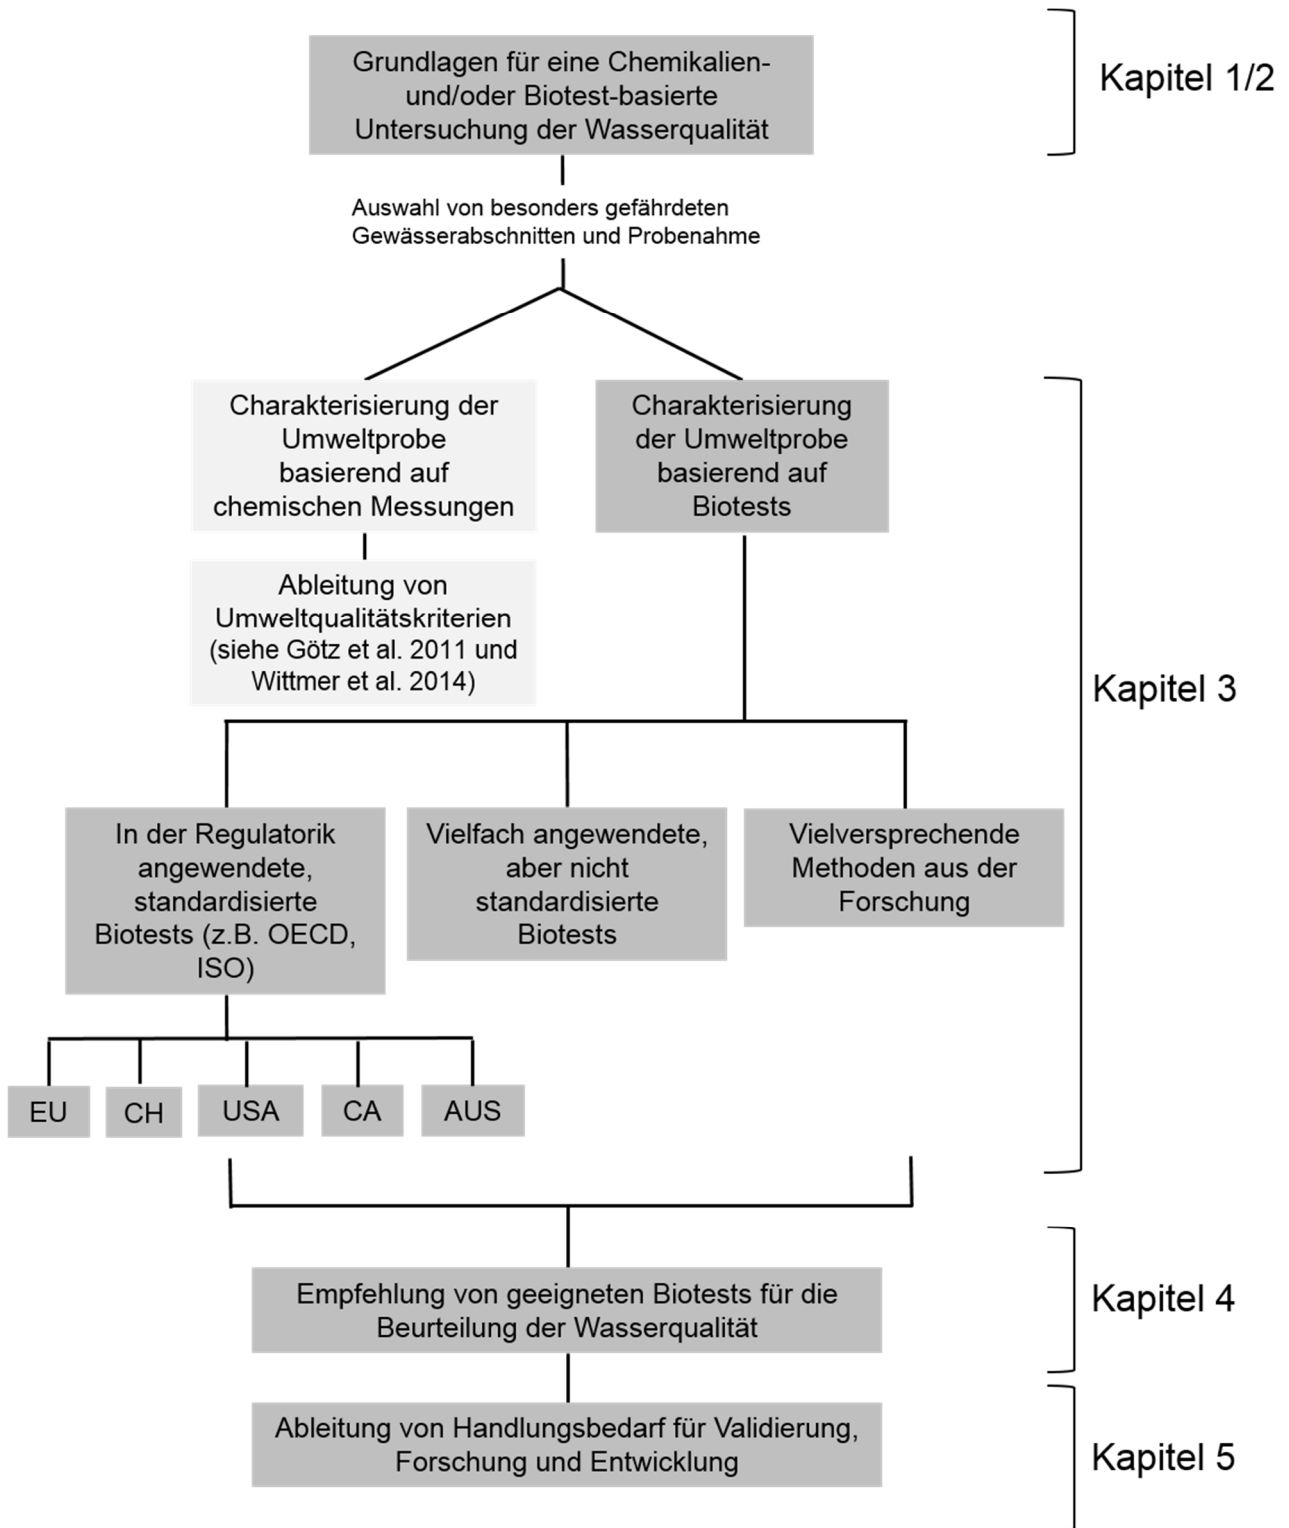 Grundlagen für eine Chemikalien-
und/oder Biotest-basierte
Untersuchung der Wasserqualität
Kapitel 1/2
Auswahl von besonders gefährdeten
Gewässerabschnitten und Probenahme
Charakterisierung der
Umweltprobe
basierend auf
chemischen Messungen
Charakterisierung
der Umweltprobe
basierend auf
Biotests
Ableitung von
Umweltqualitätskriterien
(siehe Götz et al. 2011 und
Wittmer et al. 2014)
Kapitel 3
In der Regulatorik
angewendete,
standardisierte
Biotests (z.B. OECD,
ISO)
Vielfach angewendete,
aber nicht
standardisierte
Biotests
Vielversprechende
Methoden aus der
Forschung
EU
CH
USA
CA
AUS
Empfehlung von geeigneten Biotests für die
Beurteilung der Wasserqualität
Kapitel 4
Ableitung von Handlungsbedarf für Validierung,
Forschung und Entwicklung
Kapitel 5